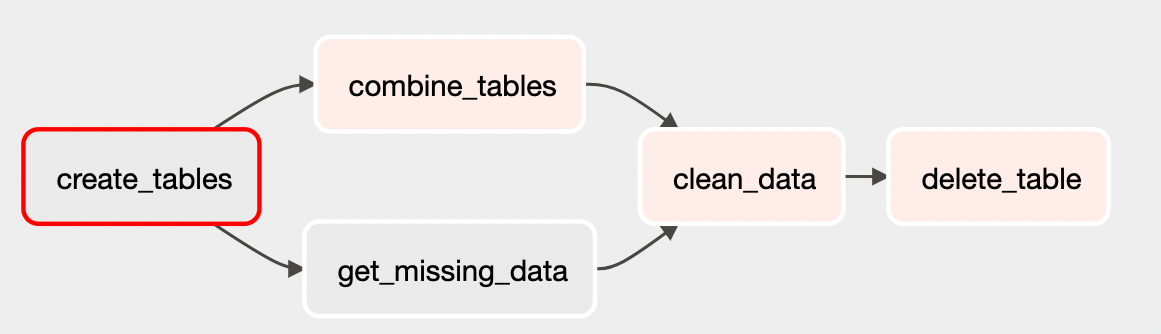 combine_tables
create_tables
clean_data
delete_table
get_missing_data